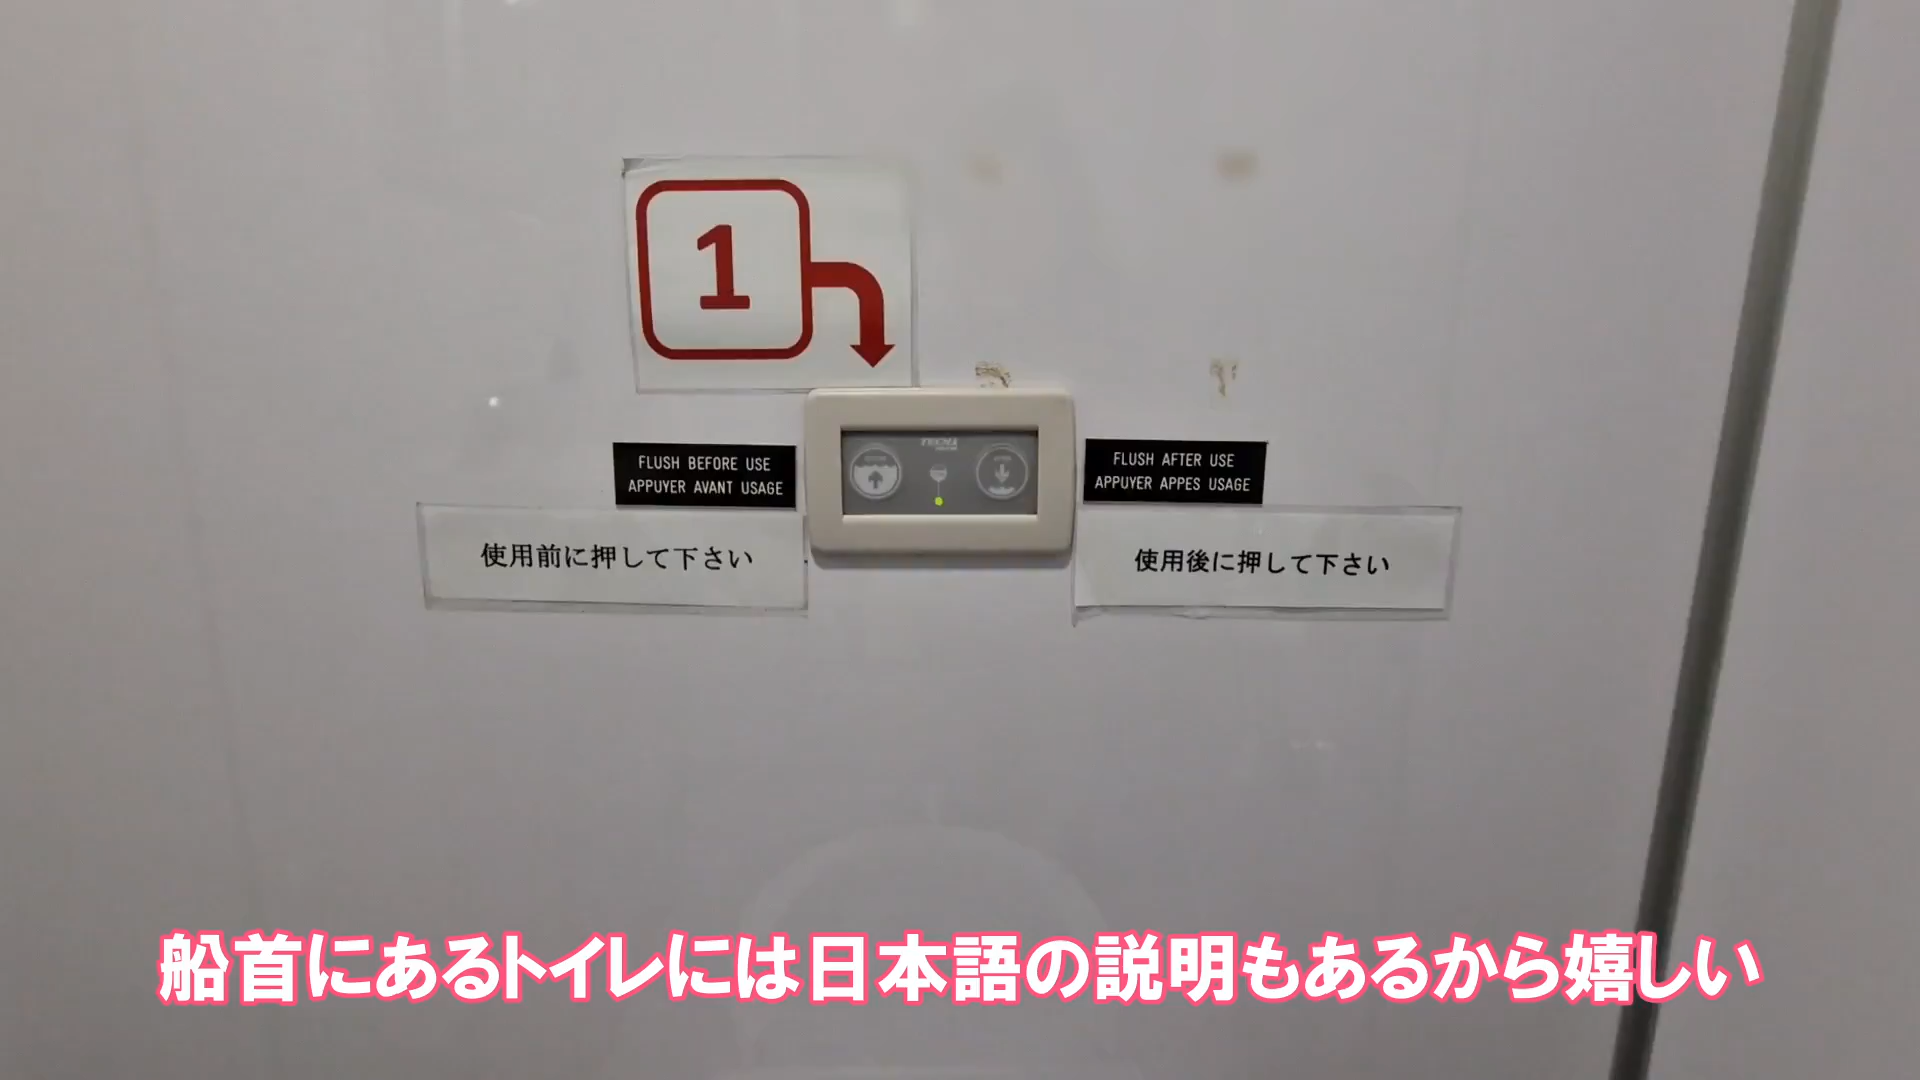 1
TECMA
FLUSH BEFORE USE
APPUYER AVANT USAGE
FLUSH AFTER USE
APPUYER APPES USAGE
使用前に押して下さい
使用後に押して下さい
船首にあるトイレには日本語の説明もあるから嬉しい